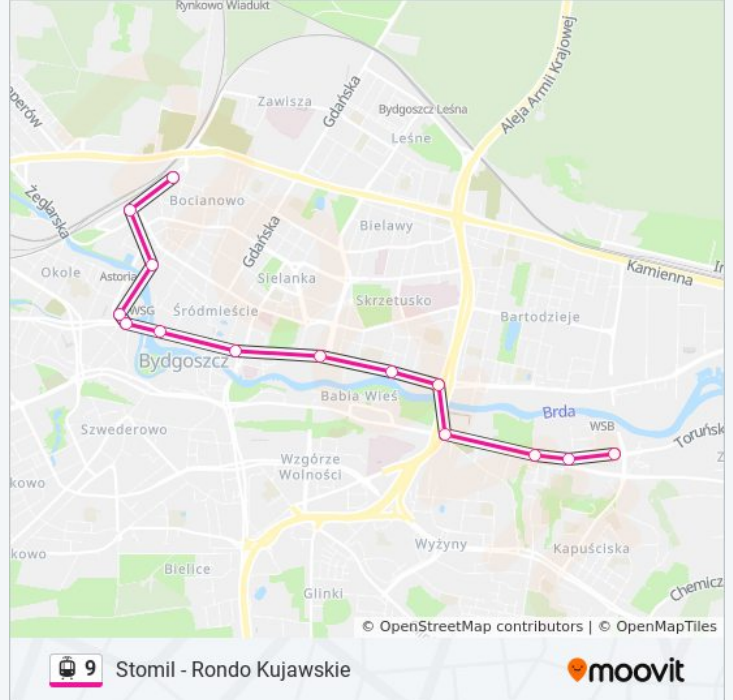 Rynkowo Wiadukt
Aleja Armii Krajowej
Zawisza
Gdańska
Bydgoszcz Leśna
perów
Leśne
Żeglarska
Bocianowo
Gdańska
Bielawy
Kamienna
Okole
Astoria
Sielanka
Skrzetusko
WSG
Śródmieście
Bartodzieje
Bydgoszcz
Babia Wieś
Brda
WSB
Toruńsk
Szwederowo
Wzgórze
Wolności
kowo
Wyżyny
Kapuściska
kowo
Bielice
Glinki
Chemicz
© OpenStreetMap contributors | © OpenMapTiles
9 Stomil - Rondo Kujawskie
moovit